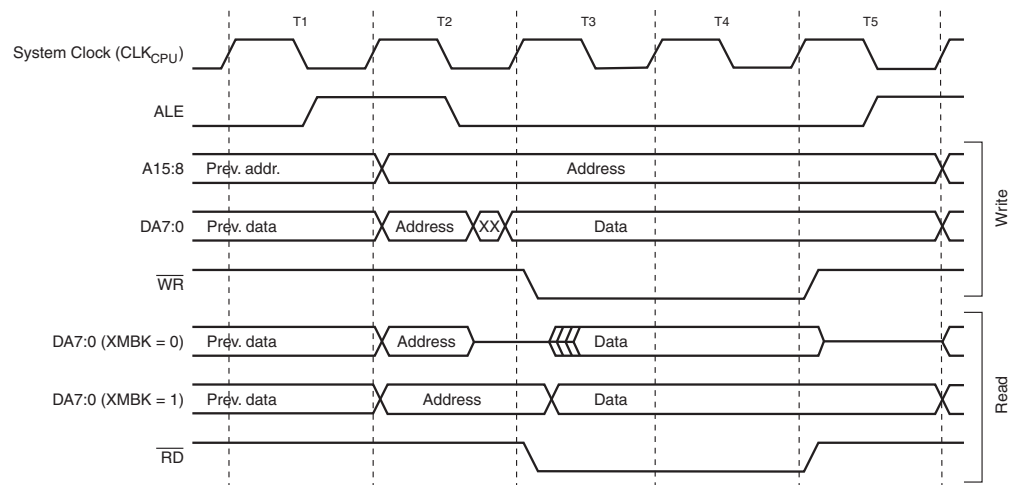 T1 T2 T3 T4 T5
System Clock (CLKCPU)
ALE
A15:8 Prev. addr. Address
DA7:0 Prev. data Address XX Data
WR
Write
DA7:0 (XMBK = 0) Prev. data Address Data
DA7:0 (XMBK = 1) Prev. data Address Data
RD
Read